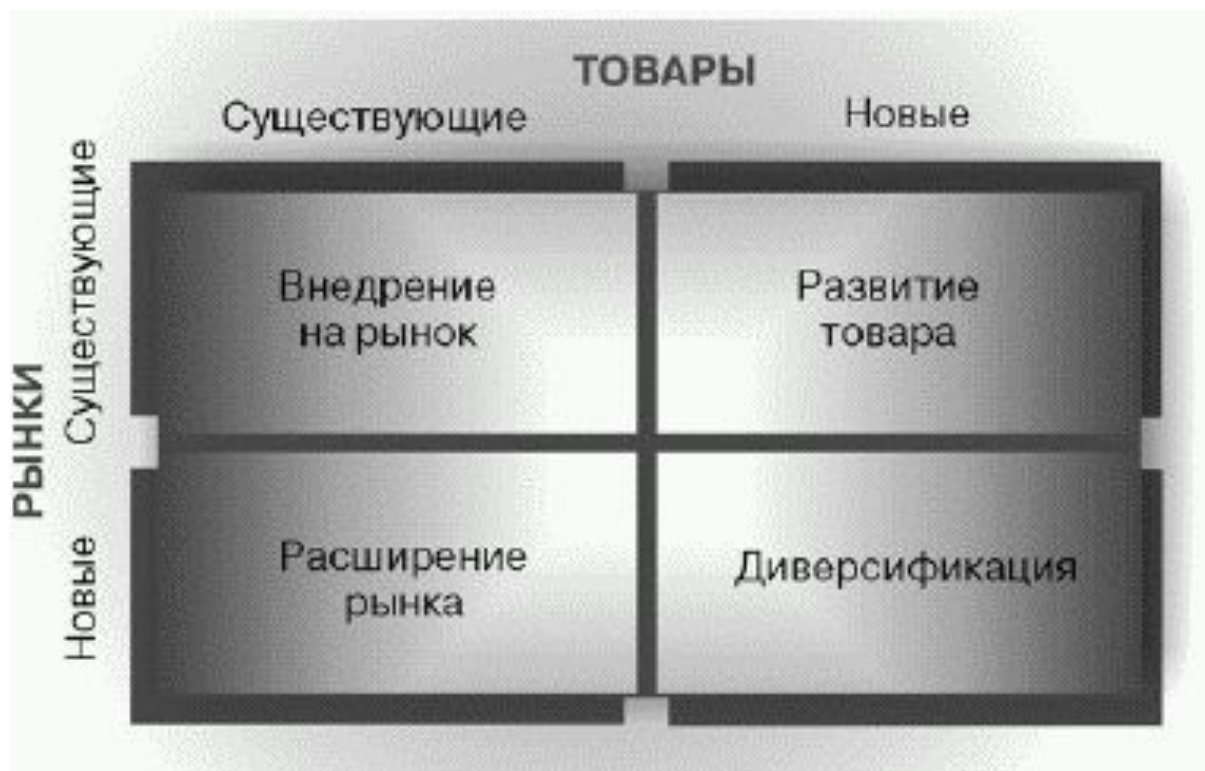 ТОВАРЫ
Существующие
Новые
РЫНКИ
Существующие
Внедрение
на рынок
Развитие
товара
Новые
Расширение
рынка
Диверсификация